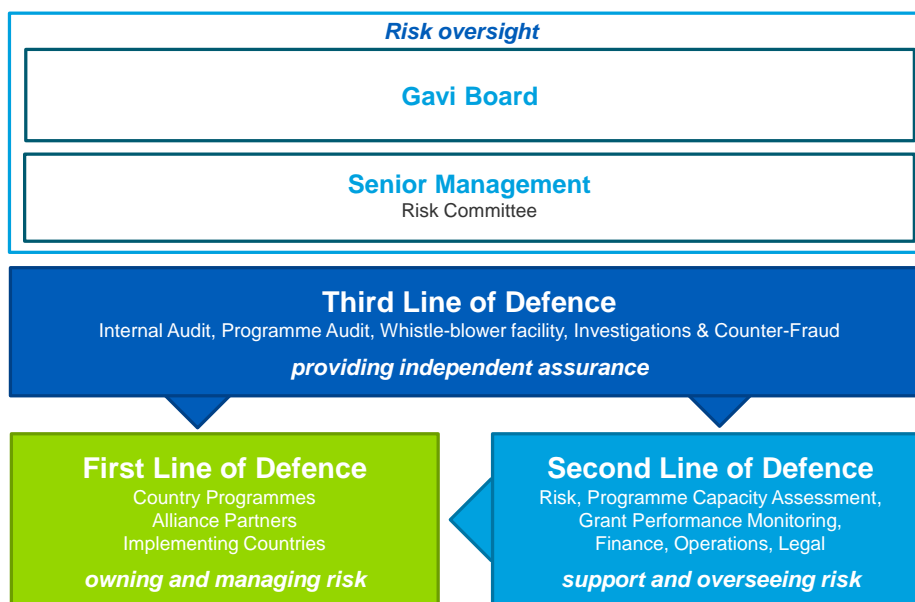 Risk oversight
Gavi Board
Senior Management
Risk Committee
Third Line of Defence
Internal Audit, Programme Audit, Whistle-blower facility, Investigations & Counter-Fraud
providing independent assurance
First Line of Defence
Country Programmes
Alliance Partners
Implementing Countries
owning and managing risk
Second Line of Defence
Risk, Programme Capacity Assessment,
Grant Performance Monitoring,
Finance, Operations, Legal
support and overseeing risk